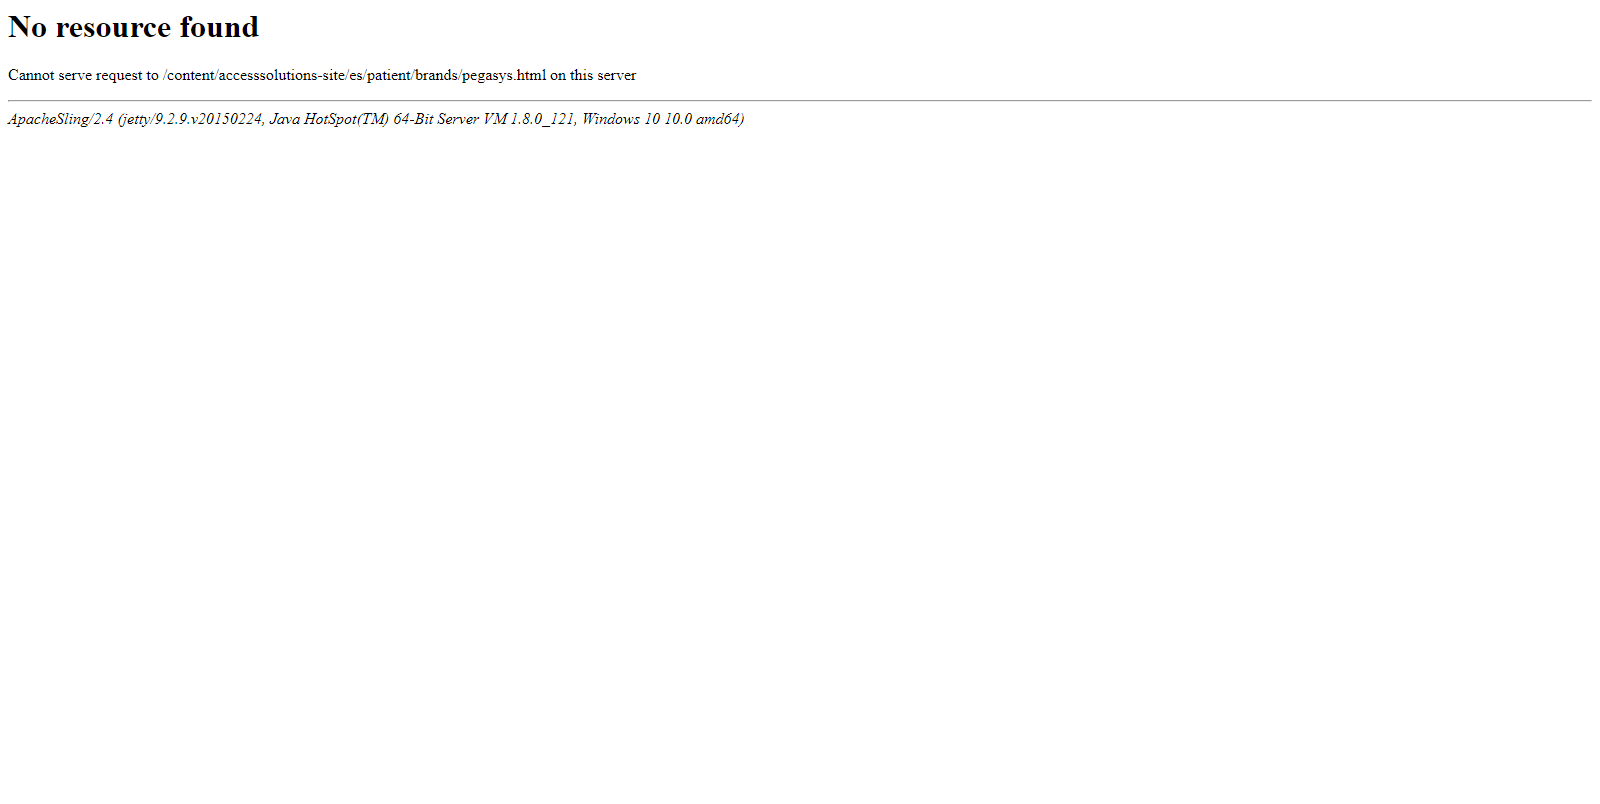 No resource found
Cannot serve request to /content/accesssolutions-site/es/patient/brands/pegasys.html on this server
ApacheSling/2.4 (jetty/9.2.9.v20150224, Java HotSpot(TM) 64-Bit Server VM 1.8.0_121, Windows 10 10.0 amd64)